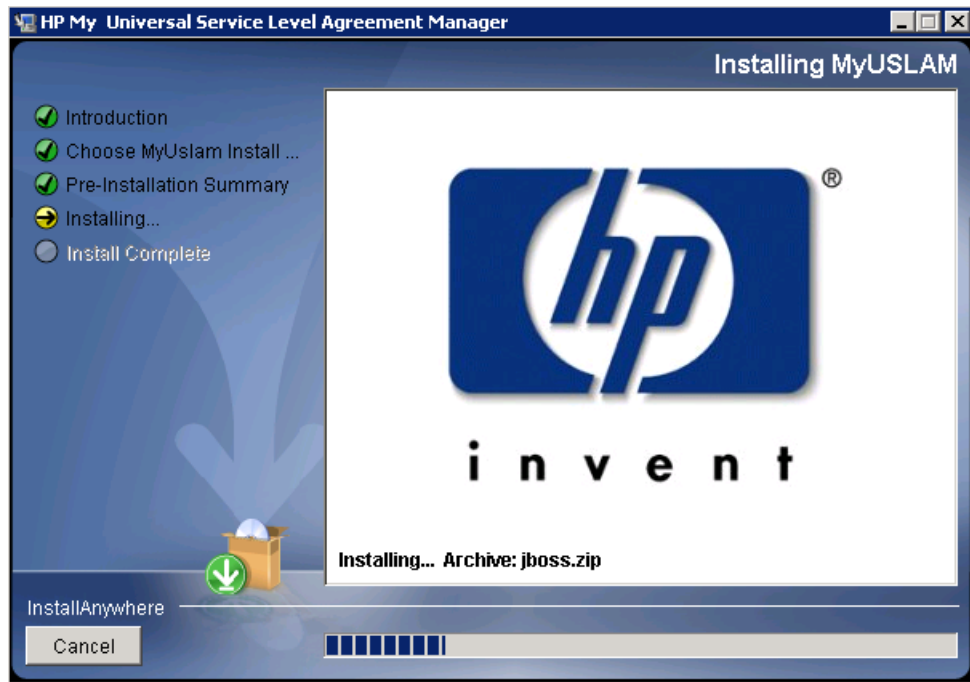 HP My Universal Service Level Agreement Manager
Installing MyUSLAM
Introduction
Choose MyUslam Install ...
Pre-Installation Summary
Installing...
Install Complete
hp
®
invent
Installing... Archive: jboss.zip
InstallAnywhere
Cancel